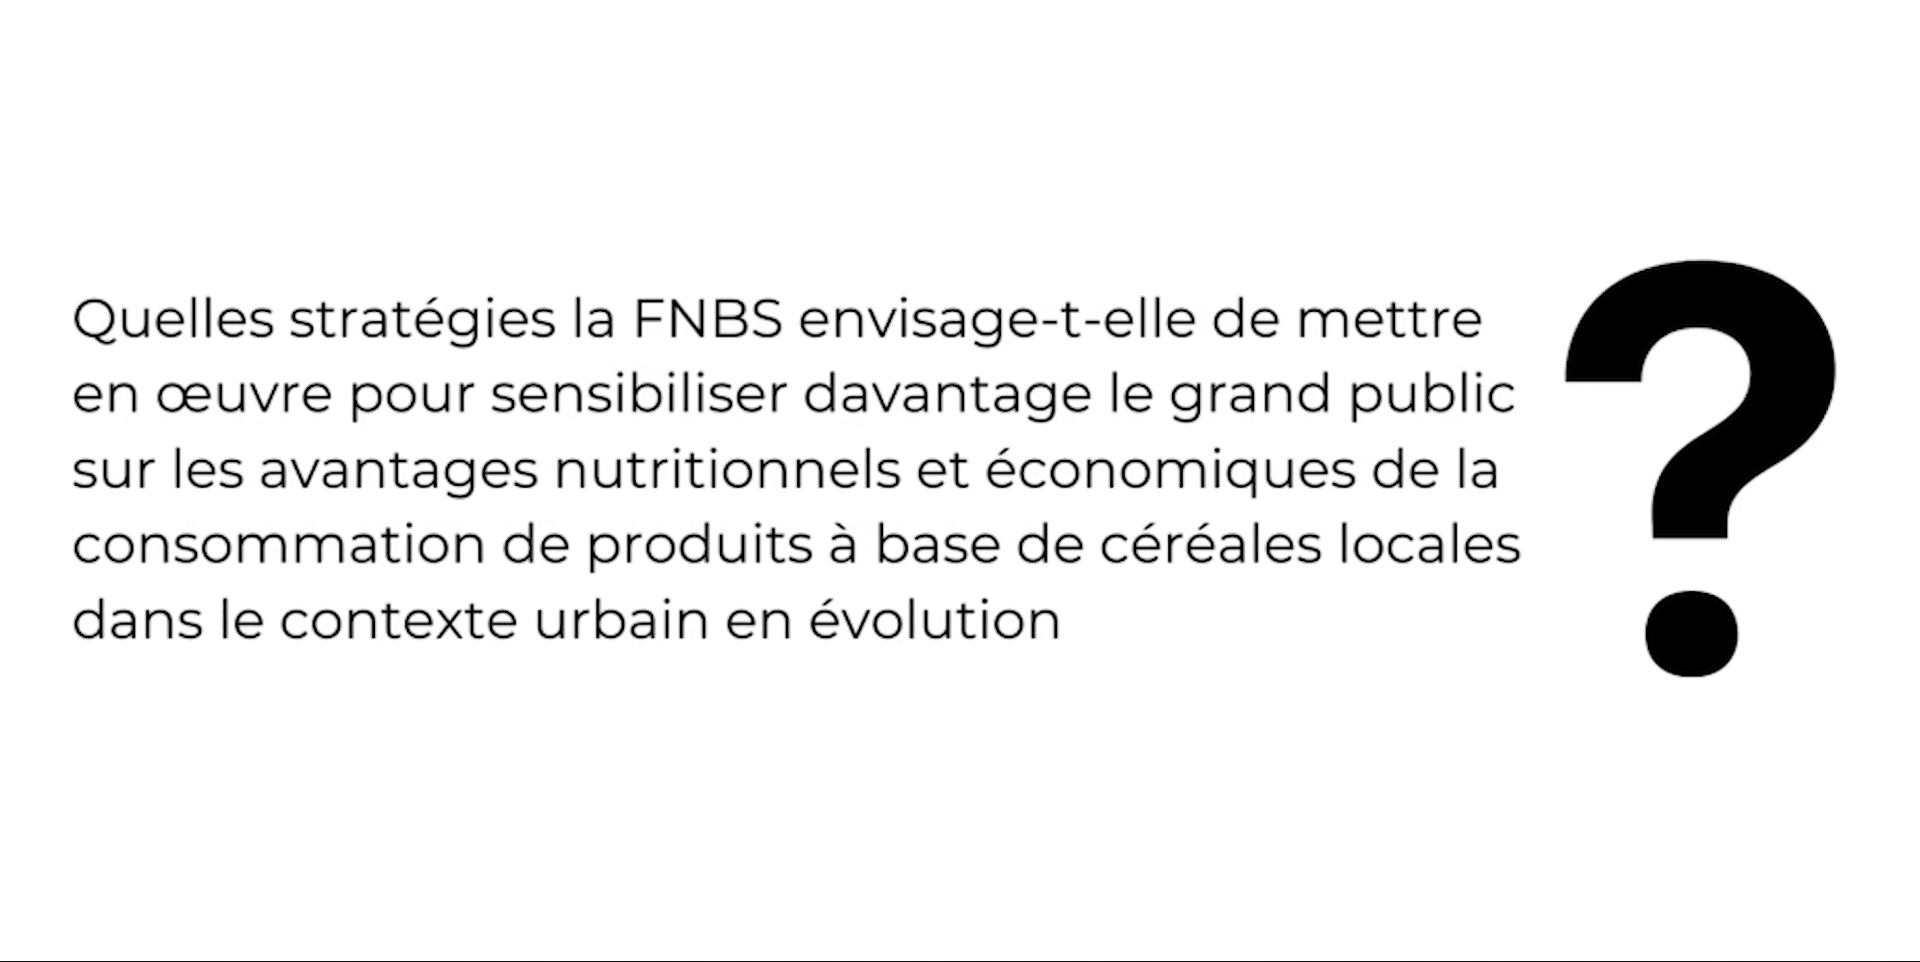 Quelles stratégies la FNBS envisage-t-elle de mettre
en œuvre pour sensibiliser davantage le grand public
sur les avantages nutritionnels et économiques de la
consommation de produits à base de céréales locales
dans le contexte urbain en évolution
?